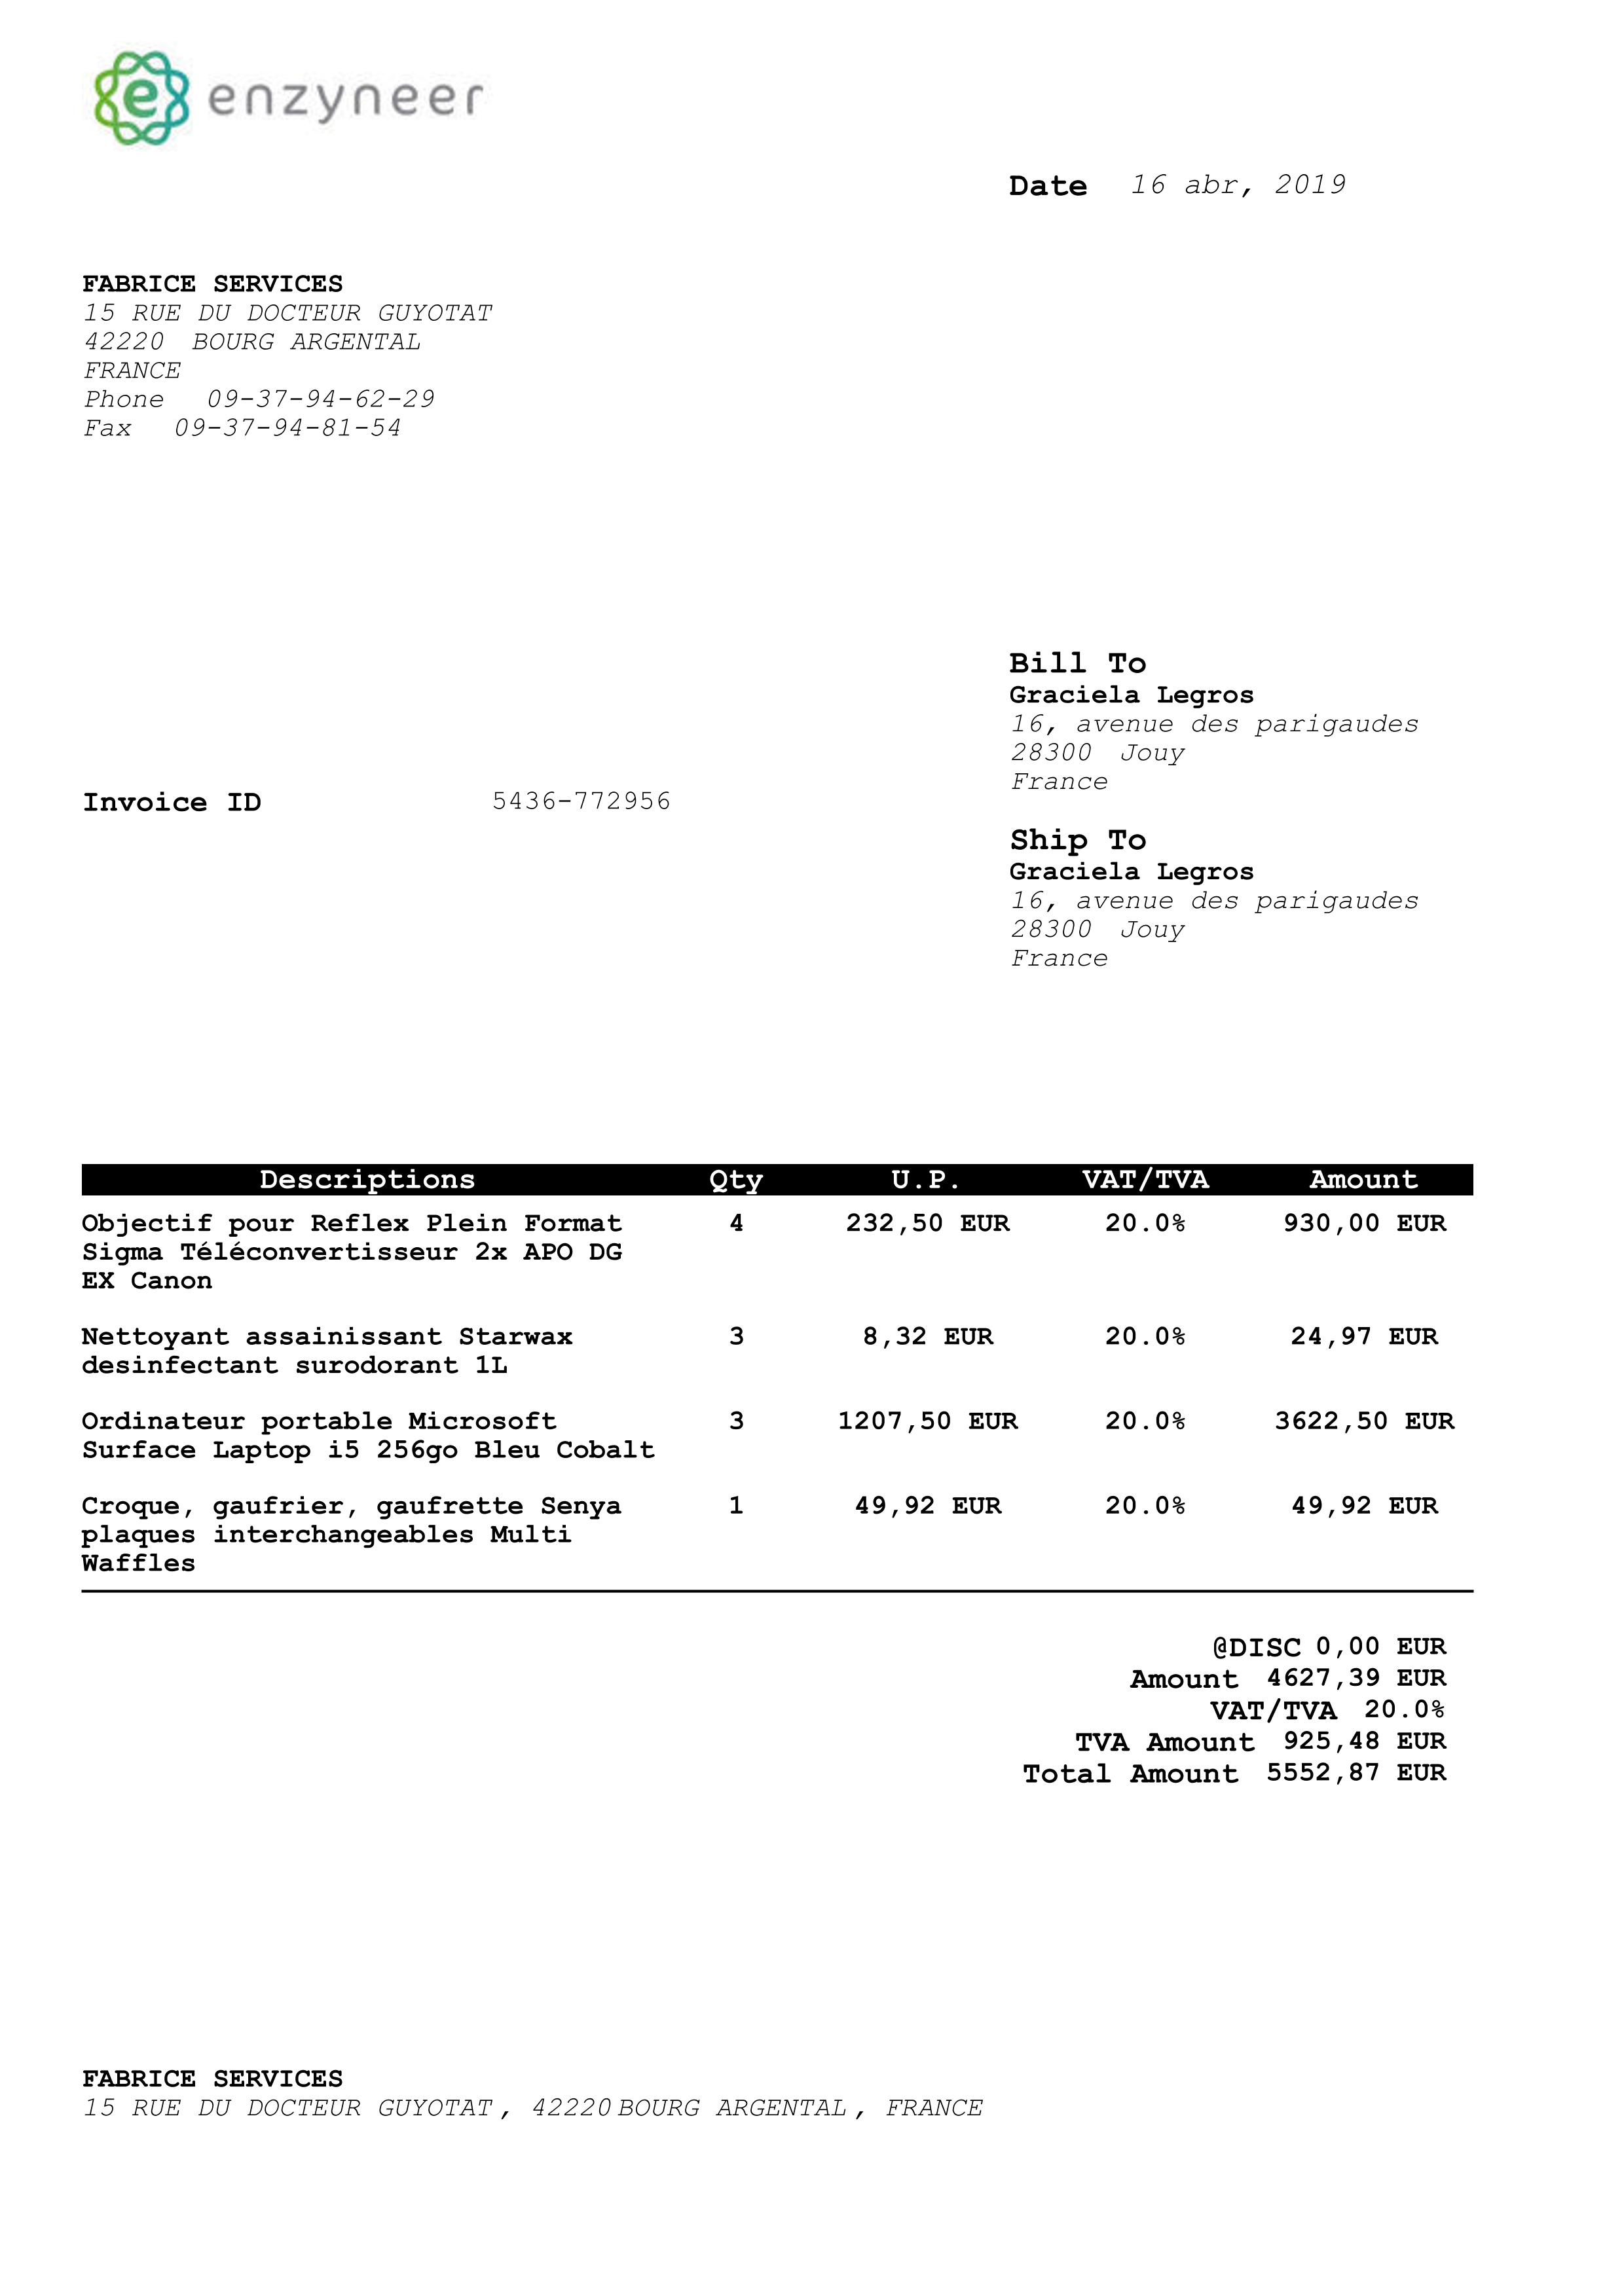 enzyneer
Date 16 abr, 2019
FABRICE SERVICES
15 RUE DU DOCTEUR GUYOTAT
42220 BOURG ARGENTAL
FRANCE
Phone 09-37-94-62-29
Fax 09-37-94-81-54
Bill To
Graciela Legros
16, avenue des parigaudes
28300 Jouy
France
Invoice ID 5436-772956
Ship To
Graciela Legros
16, avenue des parigaudes
28300 Jouy
France
Descriptions Qty U.P. VAT/TVA Amount
Objectif pour Reflex Plein Format 4 232,50 EUR 20.0% 930,00 EUR
Sigma Téléconvertisseur 2x APO DG
EX Canon
Nettoyant assainissant Starwax 3 8,32 EUR 20.0% 24,97 EUR
desinfectant surodorant 1L
Ordinateur portable Microsoft 3 1207,50 EUR 20.0% 3622,50 EUR
Surface Laptop i5 256go Bleu Cobalt
Croque, gaufrier, gaufrette Senya 1 49,92 EUR 20.0% 49,92 EUR
plaques interchangeables Multi
Waffles
@DISC 0,00 EUR
Amount 4627,39 EUR
VAT/TVA 20.0%
TVA Amount 925,48 EUR
Total Amount 5552,87 EUR
FABRICE SERVICES
15 RUE DU DOCTEUR GUYOTAT , 42220 BOURG ARGENTAL , FRANCE